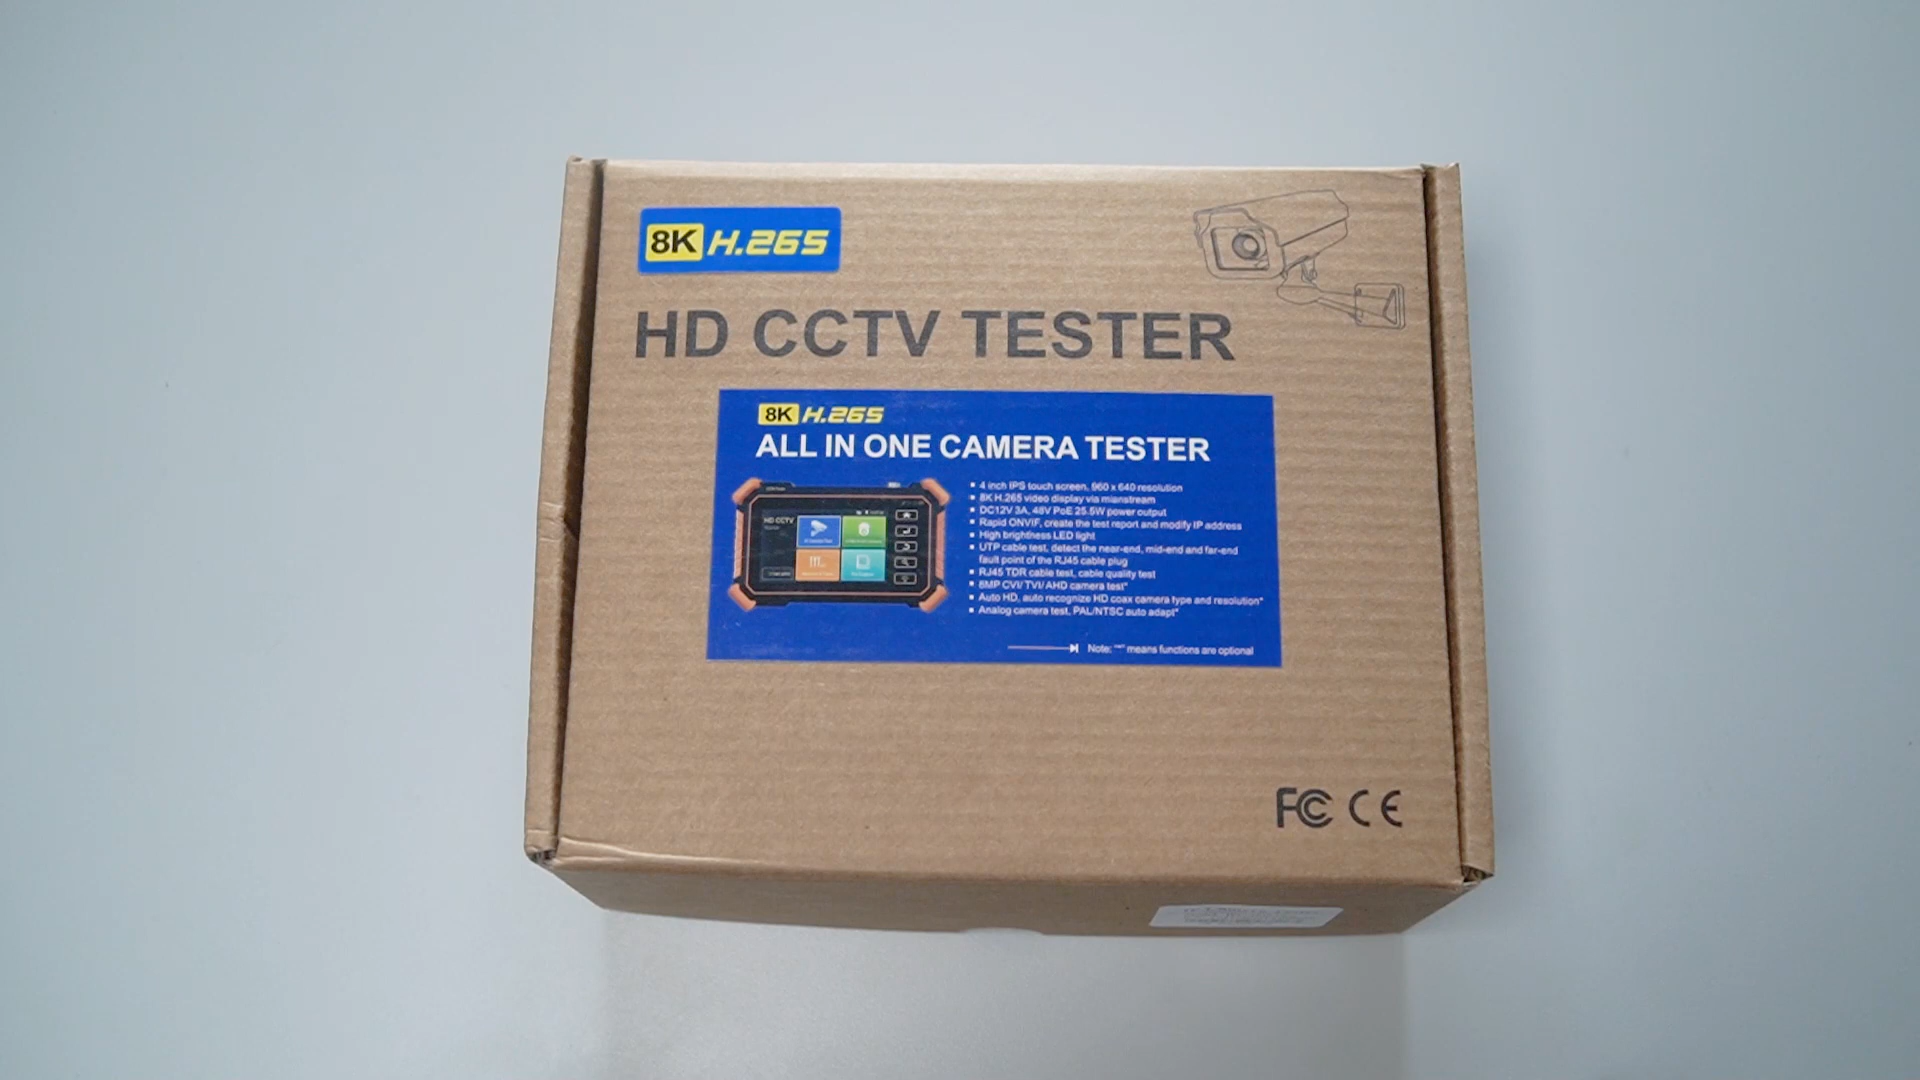 8K H.265
HD CCTV TESTER
8K H.265
ALL IN ONE CAMERA TESTER
HD CCTV
▪ 4 inch IPS touch screen, 960 x 640 resolution
▪ 8K H.265 video display via mianstream
▪ DC12V 3A, 48V PoE 25.5W power output
▪ Rapid ONVIF, create the test report and modify IP address
▪ High brightness LED light
▪ UTP cable test, detect the near-end, mid-end and far-end
fault point of the RJ45 cable plug
▪ RJ45 TDR cable test, cable quality test
▪ 8MP CVI/ TVI/ AHD camera test*
▪ Auto HD, auto recognize HD coax camera type and resolution*
▪ Analog camera test, PAL/NTSC auto adapt*
Note: "*" means functions are optional
FC CE